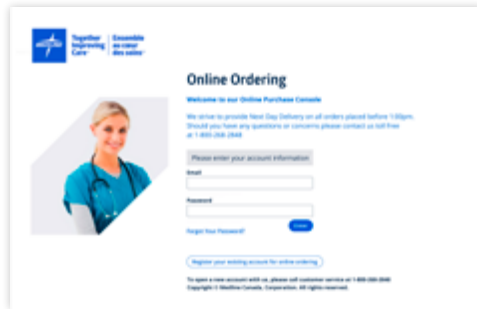 Together Improving Care™
Ensemble au cœur des soins™
Online Ordering
Welcome to our Online Purchase Console
We strive to provide Next Day Delivery on all orders placed before 1:00pm.
Should you have any questions or concerns please contact us toll free
at 1-800-268-2848
Please enter your account information
Email
Password
Forgot Your Password?
Register your existing account for online ordering
To open a new account with us, please call customer service at 1-800-268-2848
Copyright © Medline Canada, Corporation. All rights reserved.